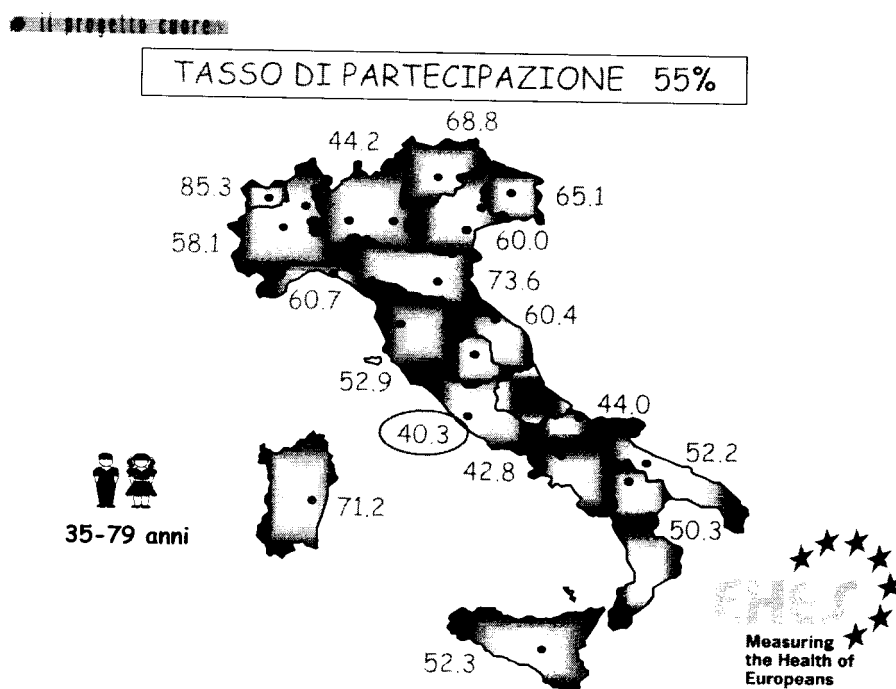 il progetto cuore
TASSO DI PARTECIPAZIONE 55%
68.8
44.2
85.3
65.1
58.1
60.0
73.6
60.7
60.4
52.9
44.0
40.3
52.2
42.8
71.2
35-79 anni
50.3
EHES
Measuring
the Health of
Europeans
52.3